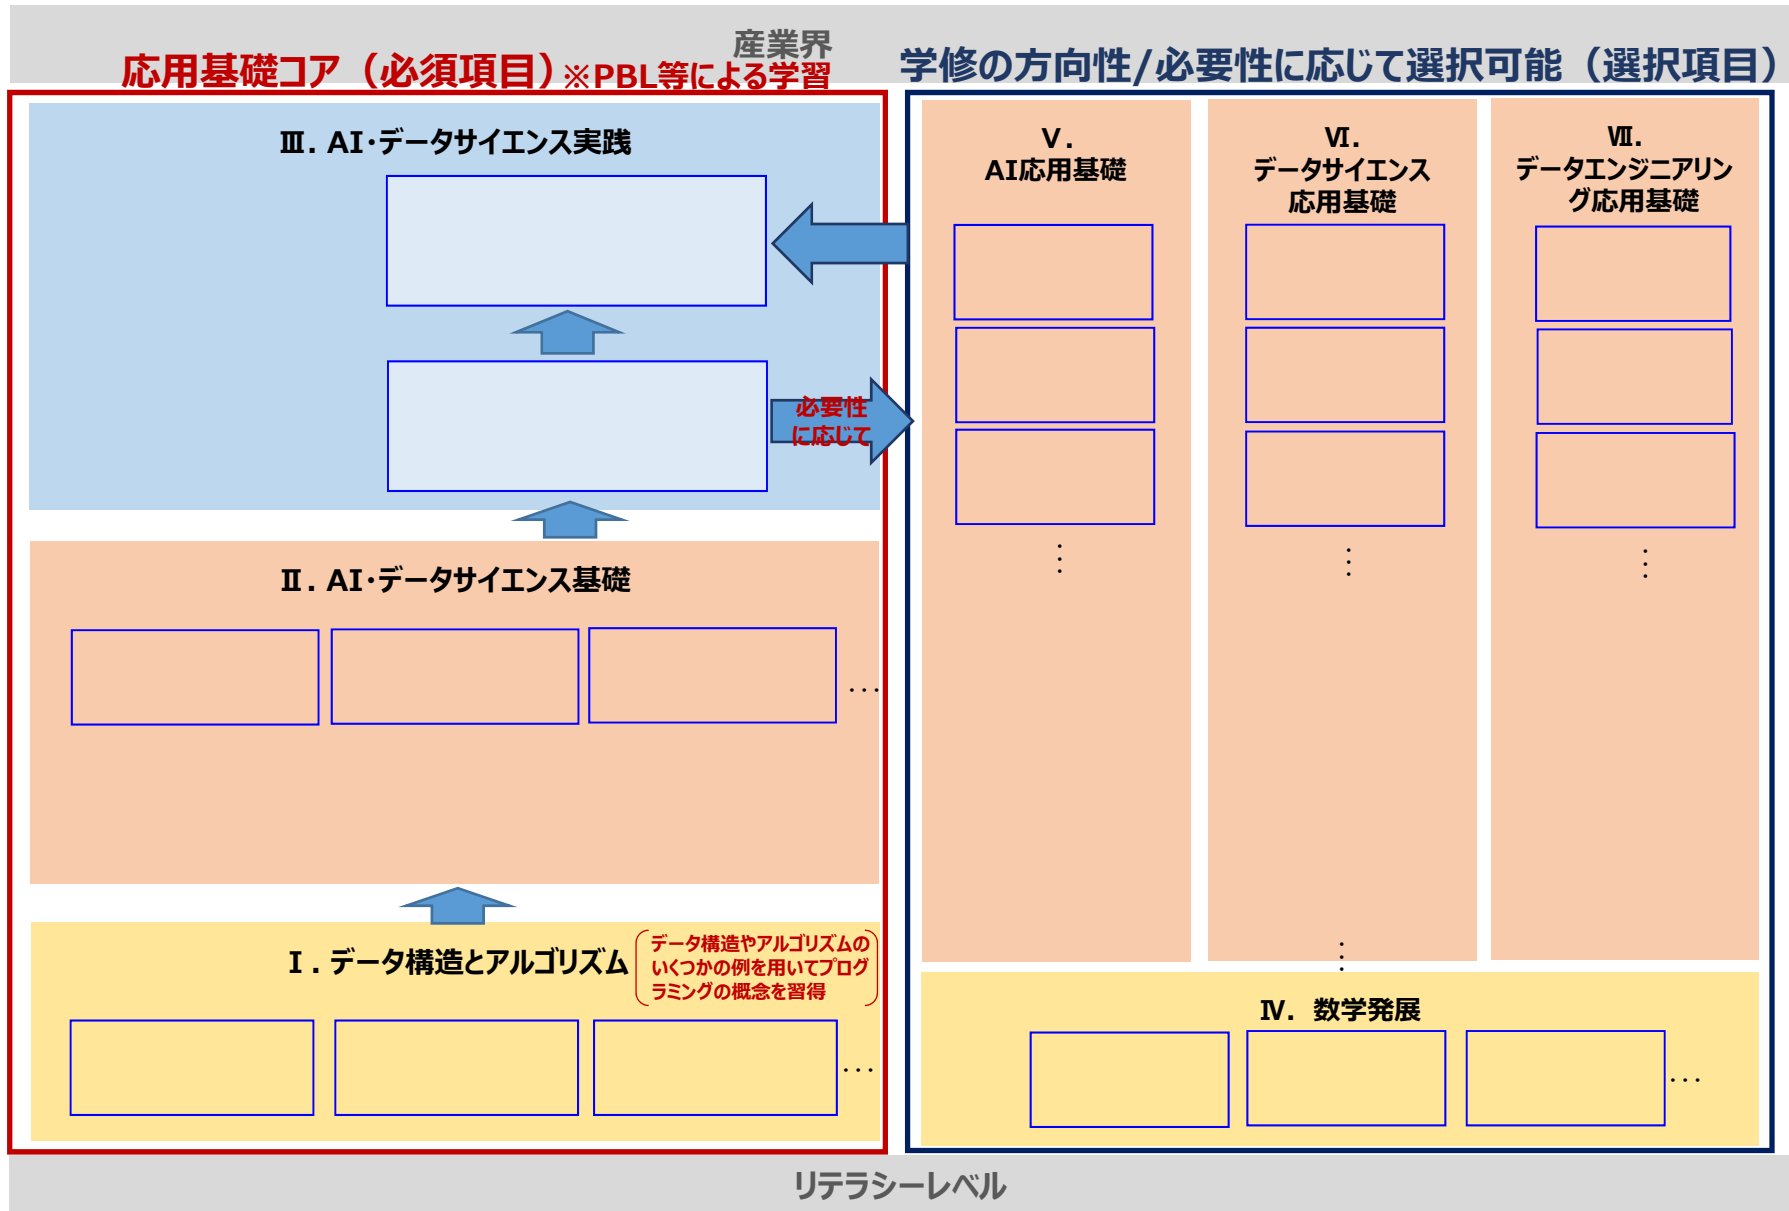 産業界
応用基礎コア（必須項目）※PBL等による学習
学修の方向性/必要性に応じて選択可能（選択項目）
Ⅲ. AI・データサイエンス実践
必要性
に応じて
Ⅱ. AI・データサイエンス基礎
…
Ⅰ. データ構造とアルゴリズム
データ構造やアルゴリズムの
いくつかの例を用いてプログ
ラミングの概念を習得
…
Ⅴ.
AI応用基礎
…
Ⅵ.
データサイエンス
応用基礎
…
…
Ⅶ.
データエンジニアリン
グ応用基礎
…
Ⅳ. 数学発展
…
リテラシーレベル